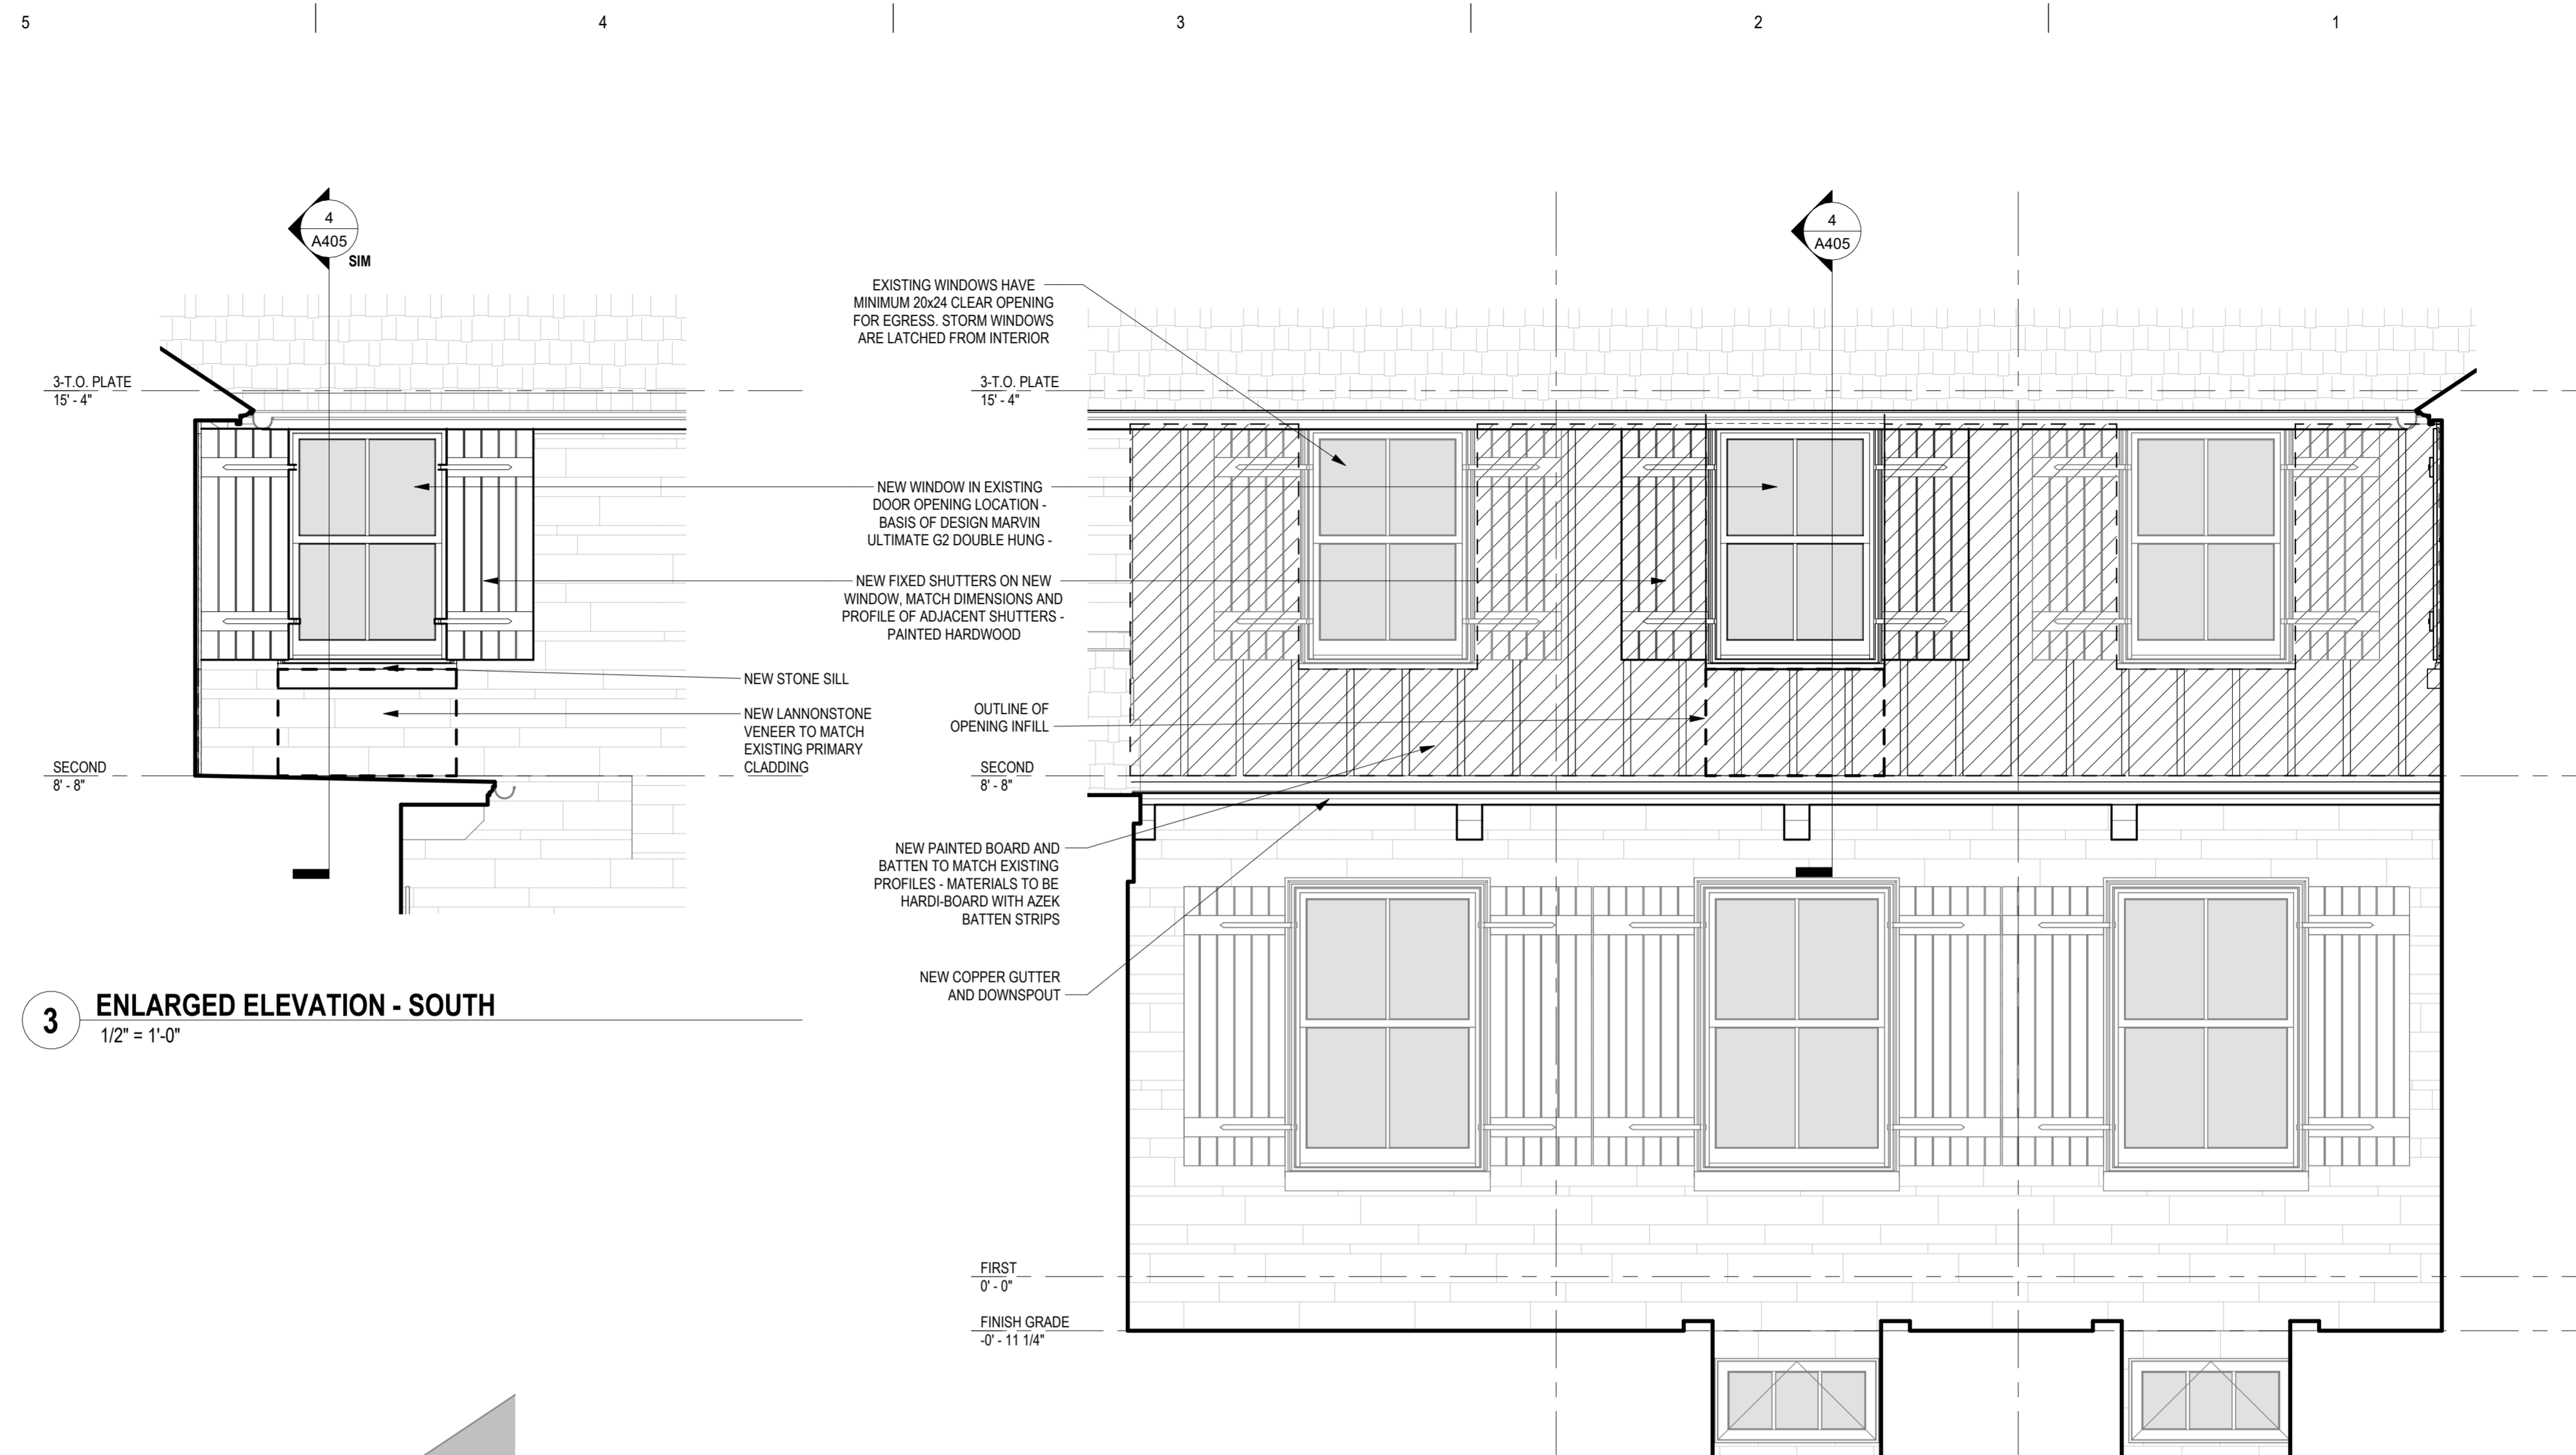 5
4
3
2
1
4
A405
SIM
4
A405
EXISTING WINDOWS HAVE
MINIMUM 20x24 CLEAR OPENING
FOR EGRESS. STORM WINDOWS
ARE LATCHED FROM INTERIOR
3-T.O. PLATE
15' - 4"
3-T.O. PLATE
15' - 4"
NEW WINDOW IN EXISTING
DOOR OPENING LOCATION -
BASIS OF DESIGN MARVIN
ULTIMATE G2 DOUBLE HUNG -
NEW FIXED SHUTTERS ON NEW
WINDOW, MATCH DIMENSIONS AND
PROFILE OF ADJACENT SHUTTERS -
PAINTED HARDWOOD
NEW STONE SILL
NEW LANNONSTONE
VENEER TO MATCH
EXISTING PRIMARY
CLADDING
OUTLINE OF
OPENING INFILL
SECOND
8' - 8"
SECOND
8' - 8"
NEW PAINTED BOARD AND
BATTEN TO MATCH EXISTING
PROFILES - MATERIALS TO BE
HARDI-BOARD WITH AZEK
BATTEN STRIPS
NEW COPPER GUTTER
AND DOWNSPOUT
3
ENLARGED ELEVATION - SOUTH
1/2" = 1'-0"
FIRST
0' - 0"
FINISH GRADE
-0' - 11 1/4"